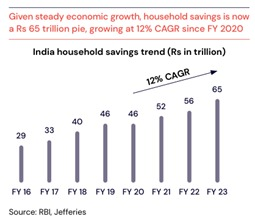 Given steady economic growth, household savings is now
a Rs 65 trillion pie, growing at 12% CAGR since FY 2020
India household savings trend (Rs in trillion)
12% CAGR
29 33 40 46 46 52 56 65
FY 16 FY 17 FY 18 FY 19 FY 20 FY 21 FY 22 FY 23
Source: RBI, Jefferies